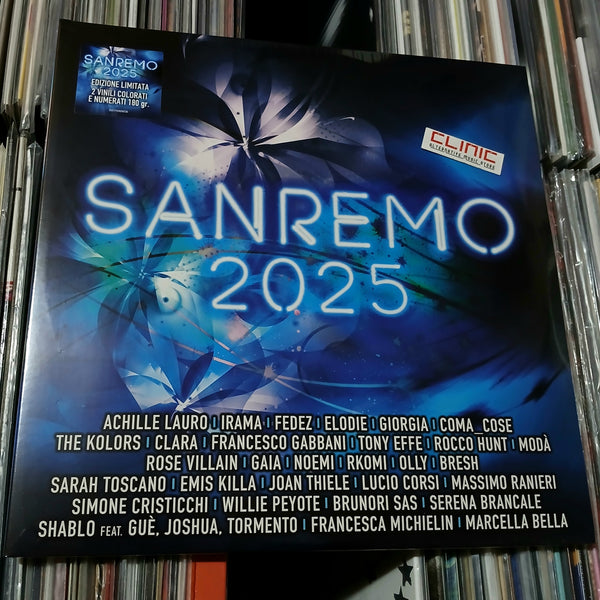 SANREMO
2025
EDIZIONE LIMITATA
2 VINILI COLORATI
E NUMERATI 180 gr.
CLINIC
ALTERNATIVE MUSIC STORE
SANREMO
2025
ACHILLE LAURO | IRAMA | FEDEZ | ELODIE | GIORGIA | COMA_COSE
THE KOLORS | CLARA | FRANCESCO GABBANI | TONY EFFE | ROCCO HUNT | MODÀ
ROSE VILLAIN | GAIA | NOEMI | RKOMI | OLLY | BRESH
SARAH TOSCANO | EMIS KILLA | JOAN THIELE | LUCIO CORSI | MASSIMO RANIERI
SIMONE CRISTICCHI | WILLIE PEYOTE | BRUNORI SAS | SERENA BRANCALE
SHABLO FEAT. GUÈ, JOSHUA, TORMENTO | FRANCESCA MICHIELIN | MARCELLA BELLA